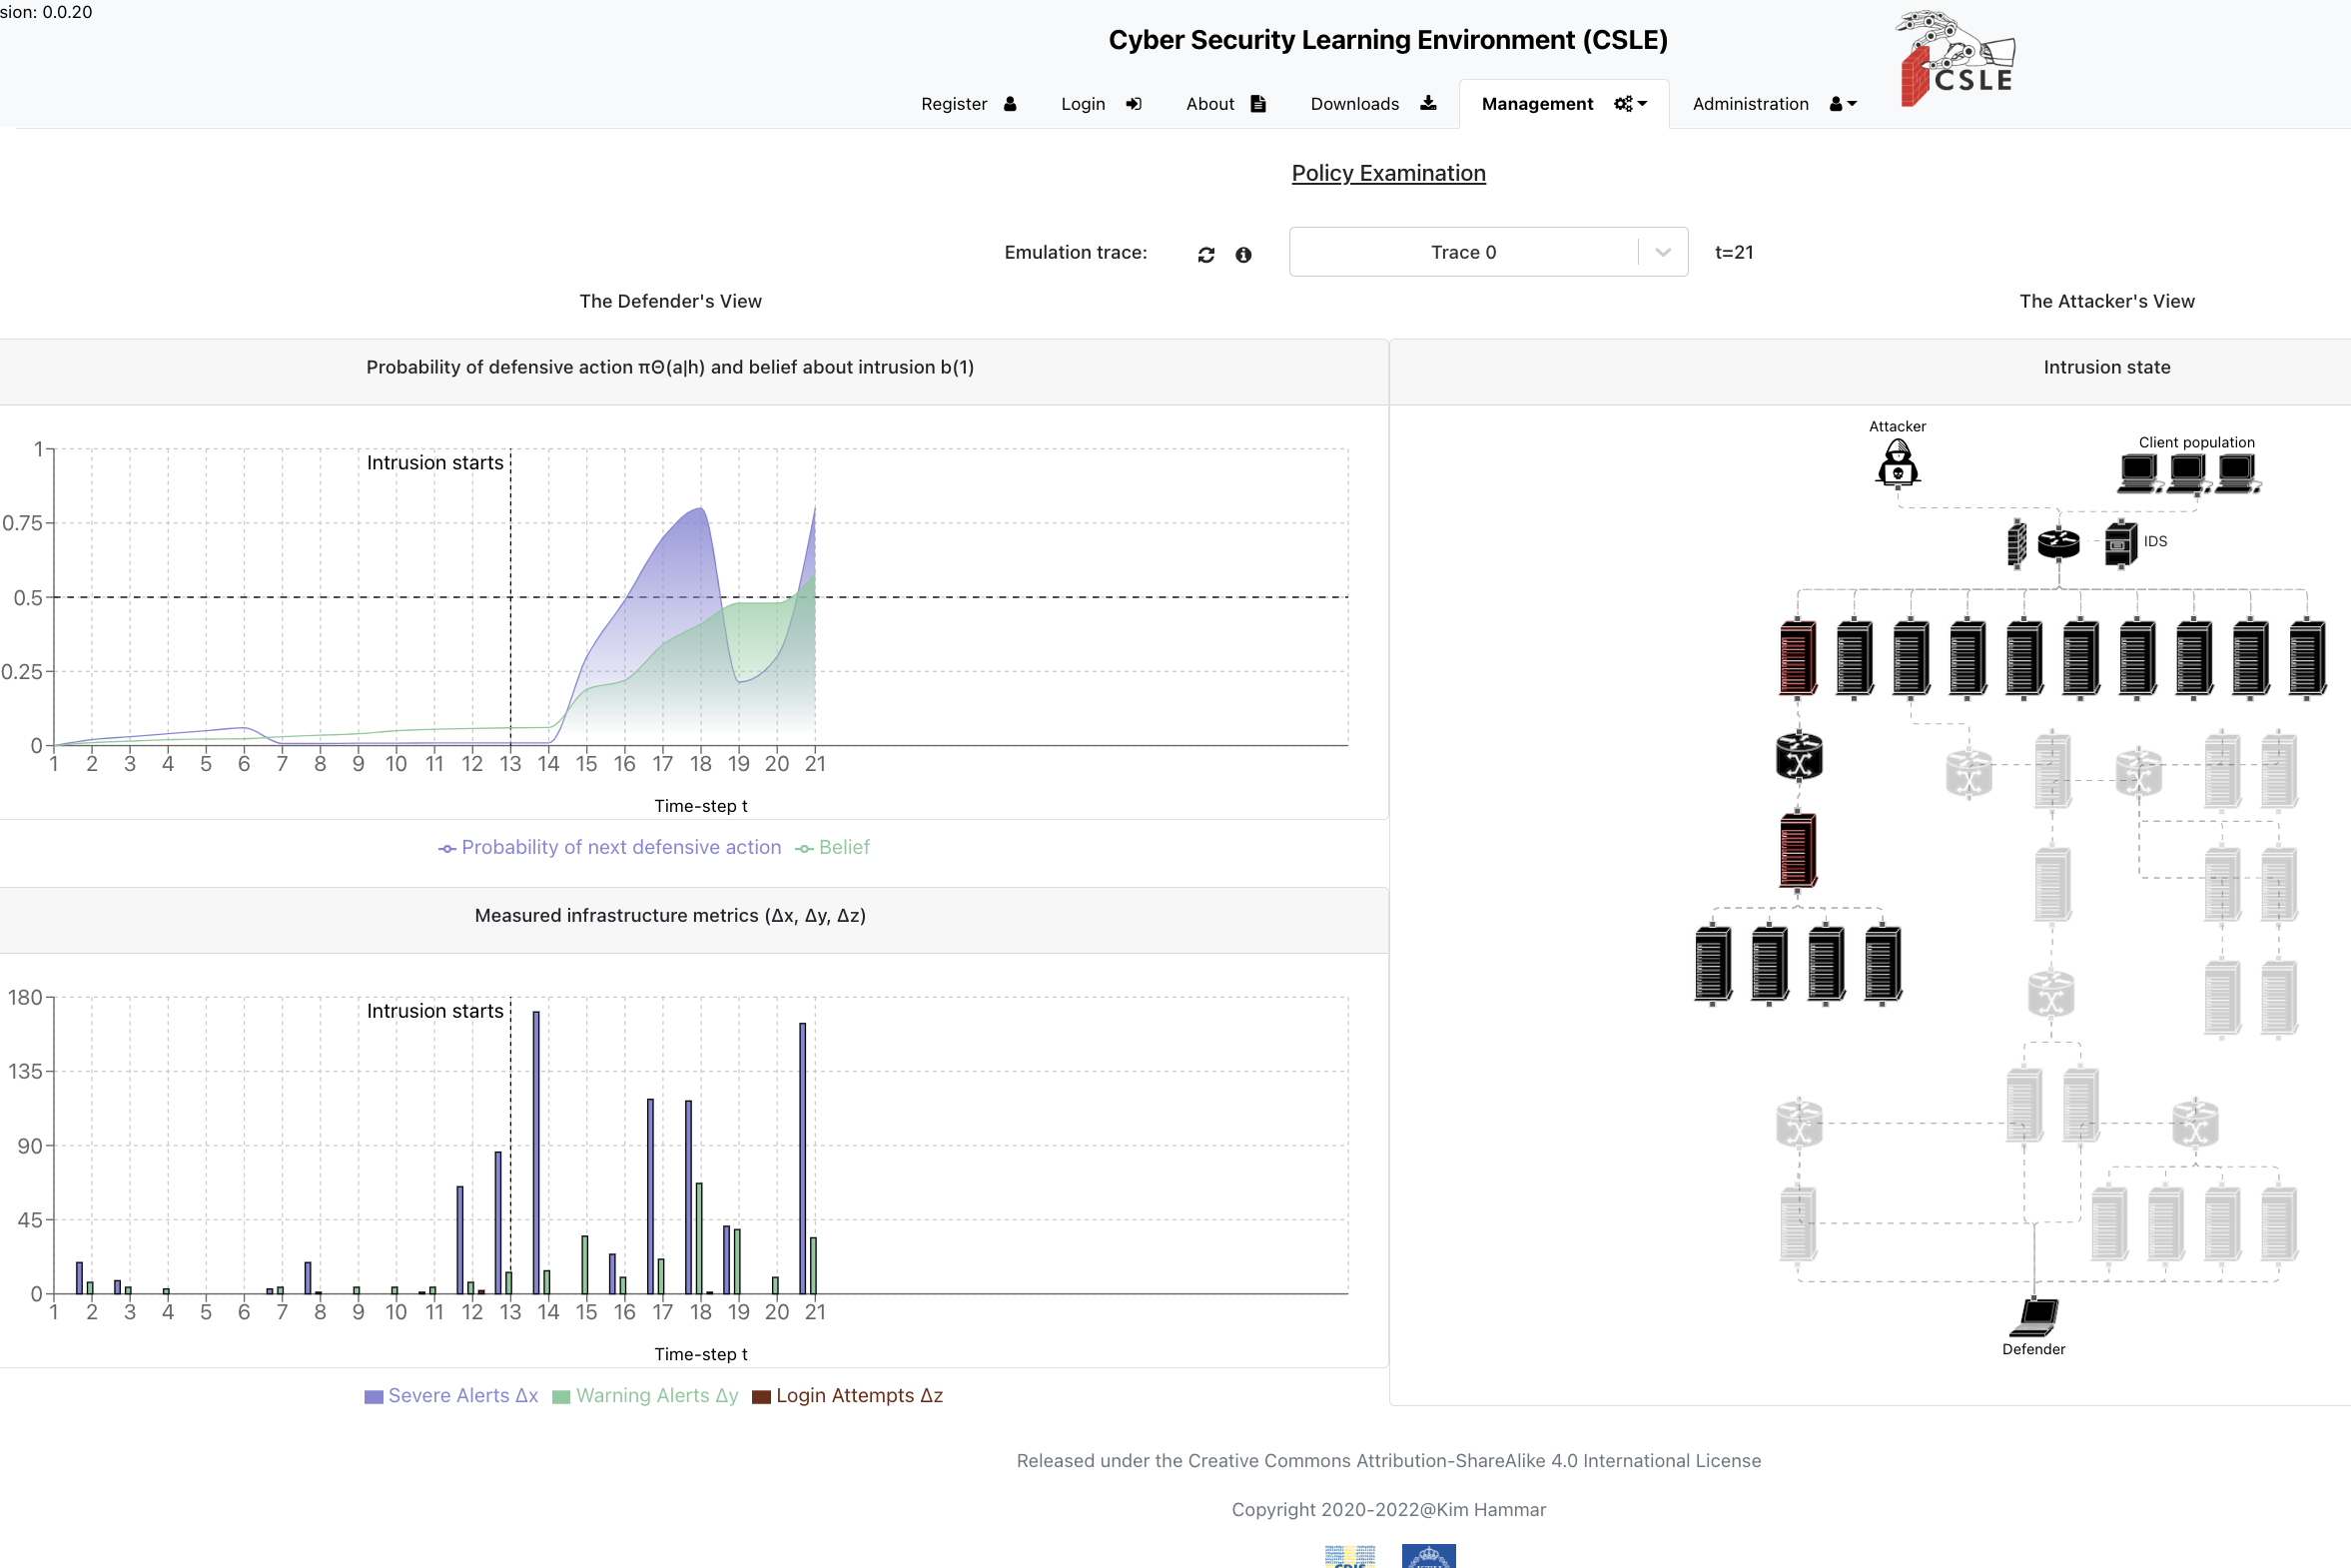 sion: 0.0.20
Cyber Security Learning Environment (CSLE)
CSLE
Register
Login
About
Downloads
Management
Administration
Policy Examination
Emulation trace:
Trace 0
t=21
The Defender's View
Probability of defensive action πΘ(a|h) and belief about intrusion b(1)
1
0.75
0.5
0.25
0
Intrusion starts
1 2 3 4 5 6 7 8 9 10 11 12 13 14 15 16 17 18 19 20 21
Time-step t
Probability of next defensive action Belief
Measured infrastructure metrics (Δx, Δy, Δz)
180
135
90
45
0
Intrusion starts
1 2 3 4 5 6 7 8 9 10 11 12 13 14 15 16 17 18 19 20 21
Time-step t
Severe Alerts Δx Warning Alerts Δy Login Attempts Δz
The Attacker's View
Intrusion state
Attacker
Client population
IDS
Defender
Released under the Creative Commons Attribution-ShareAlike 4.0 International License
Copyright 2020-2022@Kim Hammar